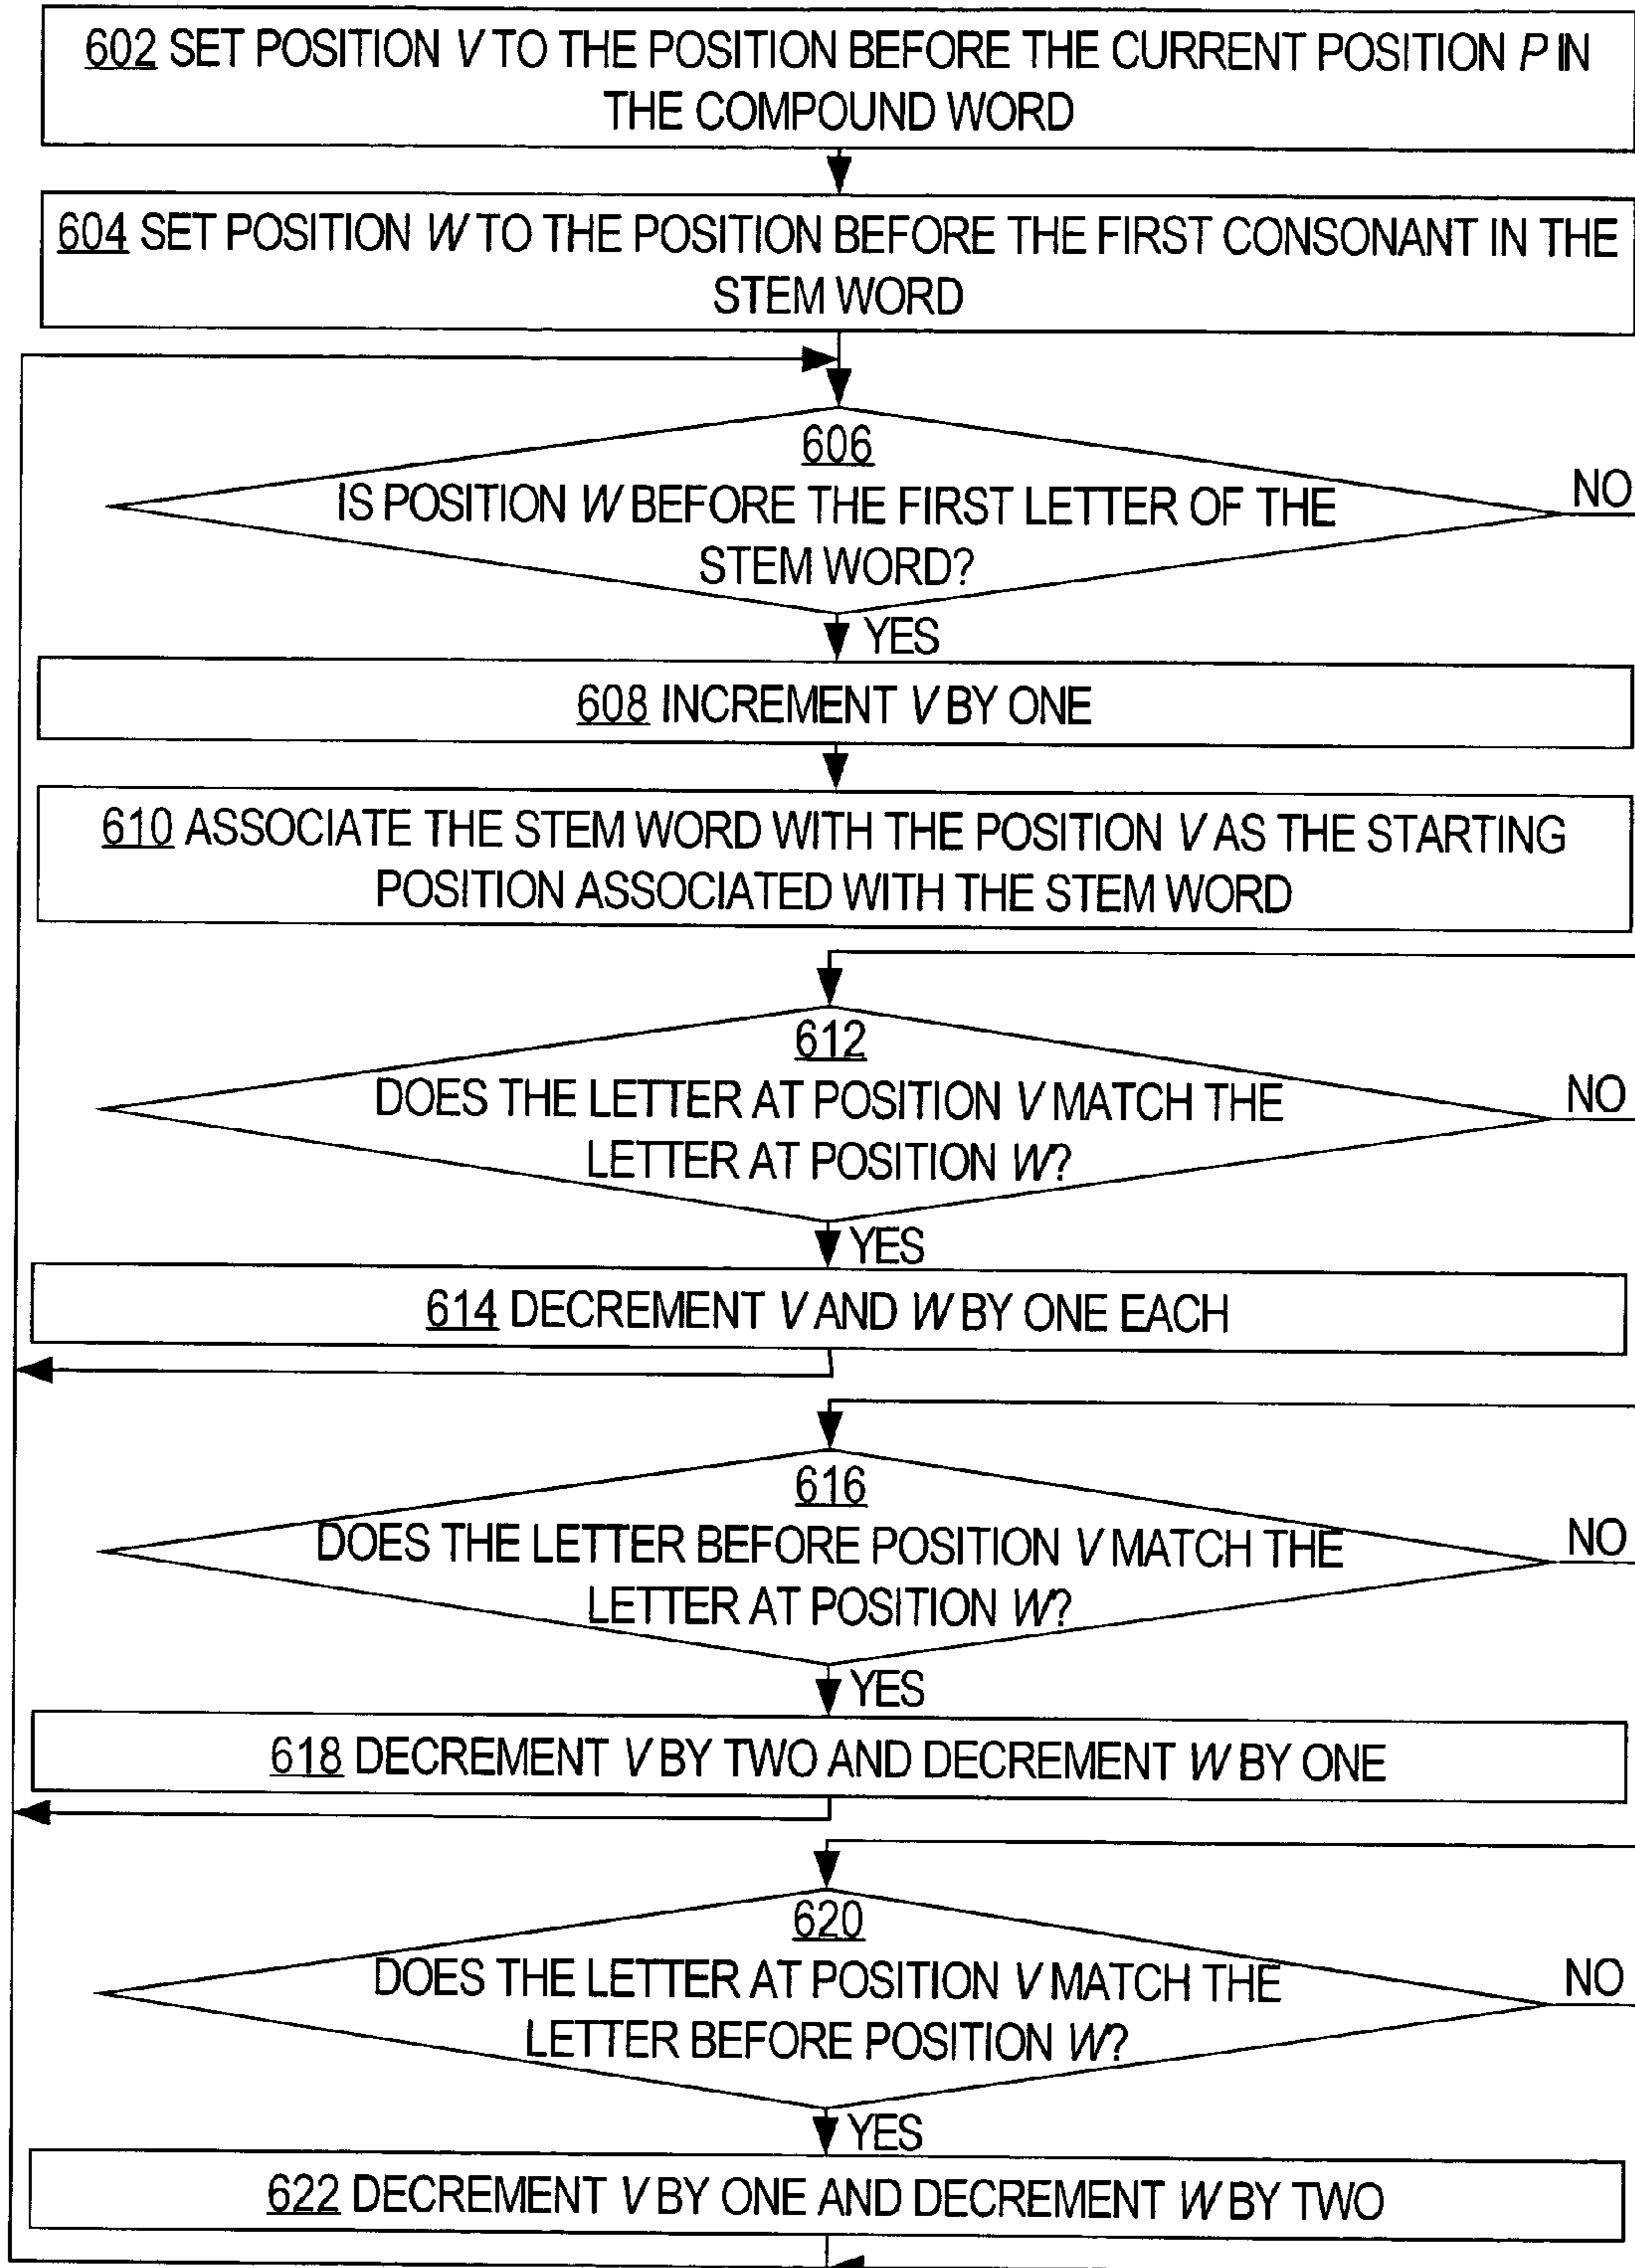 602 SET POSITION V TO THE POSITION BEFORE THE CURRENT POSITION P IN
THE COMPOUND WORD
604 SET POSITION W TO THE POSITION BEFORE THE FIRST CONSONANT IN THE
STEM WORD
606
IS POSITION W BEFORE THE FIRST LETTER OF THE
STEM WORD?
NO
YES
608 INCREMENT V BY ONE
610 ASSOCIATE THE STEM WORD WITH THE POSITION V AS THE STARTING
POSITION ASSOCIATED WITH THE STEM WORD
612
DOES THE LETTER AT POSITION V MATCH THE
LETTER AT POSITION W?
NO
YES
614 DECREMENT V AND W BY ONE EACH
616
DOES THE LETTER BEFORE POSITION V MATCH THE
LETTER AT POSITION W?
NO
YES
618 DECREMENT V BY TWO AND DECREMENT W BY ONE
620
DOES THE LETTER AT POSITION V MATCH THE
LETTER BEFORE POSITION W?
NO
YES
622 DECREMENT V BY ONE AND DECREMENT W BY TWO